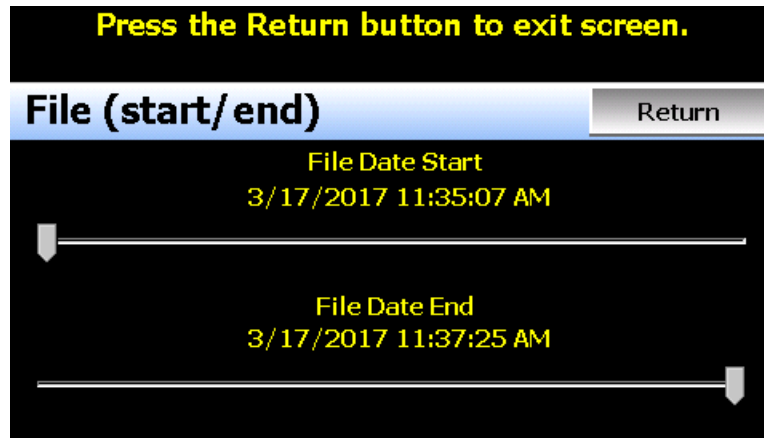 Press the Return button to exit screen.
File (start/end)
Return
File Date Start
3/17/2017 11:35:07 AM
File Date End
3/17/2017 11:37:25 AM